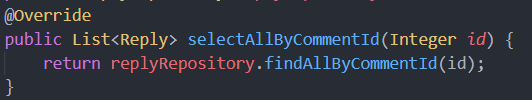 @Override
public List<Reply> selectAllByCommentId(Integer id) {
    return replyRepository.findAllByCommentId(id);
}